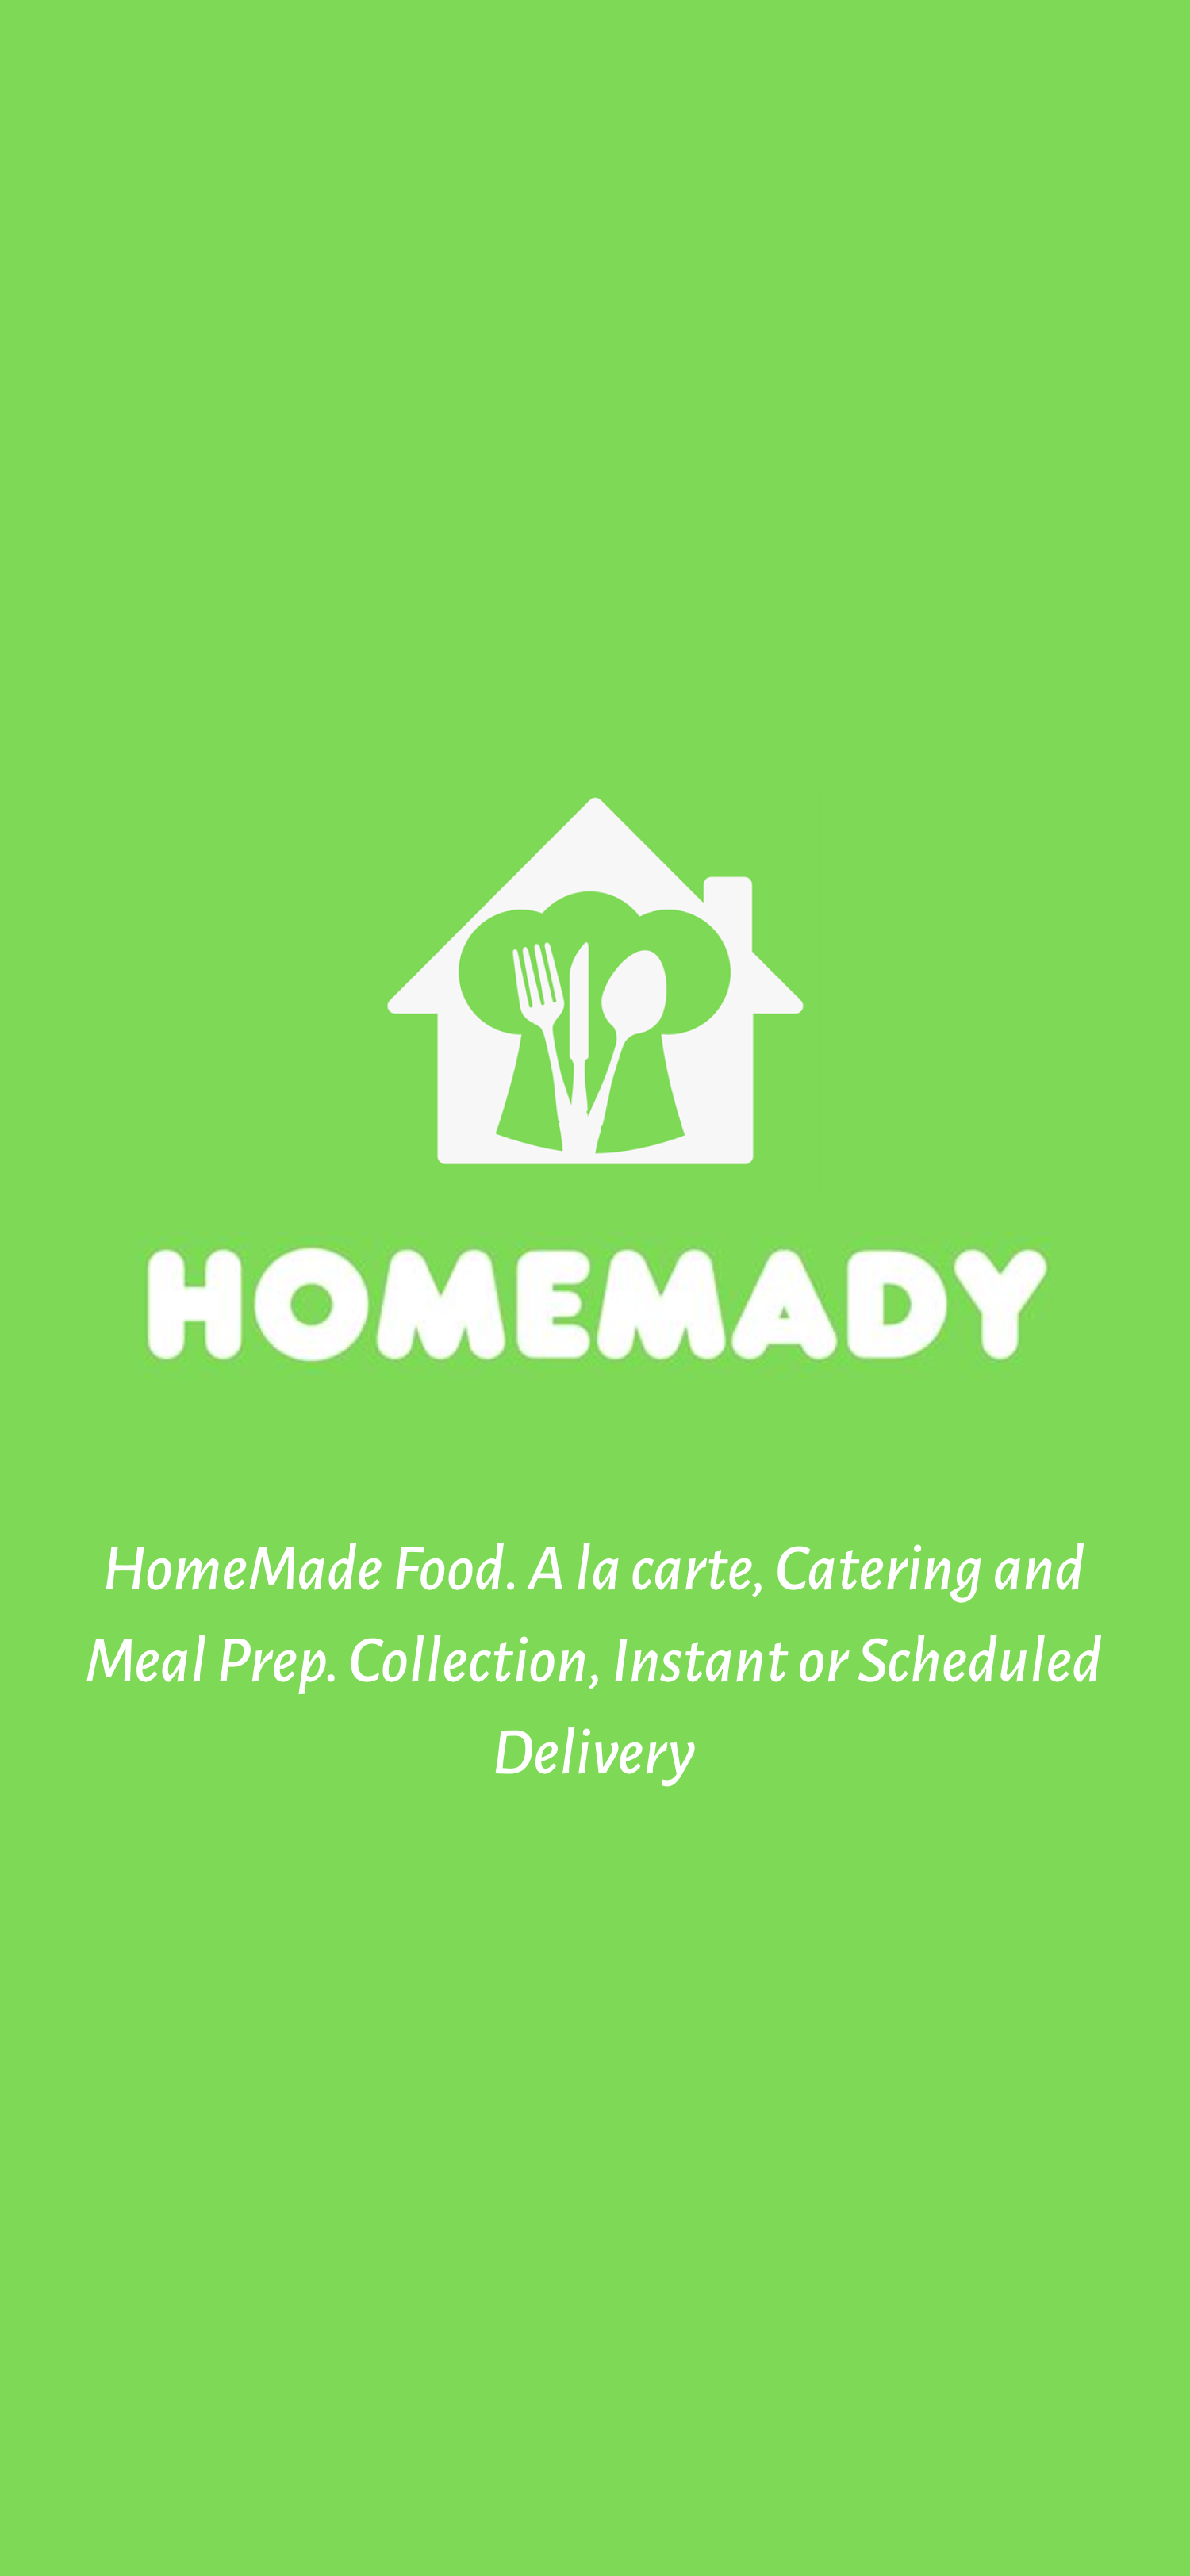 HOMEMADY
HomeMade Food. A la carte, Catering and
Meal Prep. Collection, Instant or Scheduled
Delivery